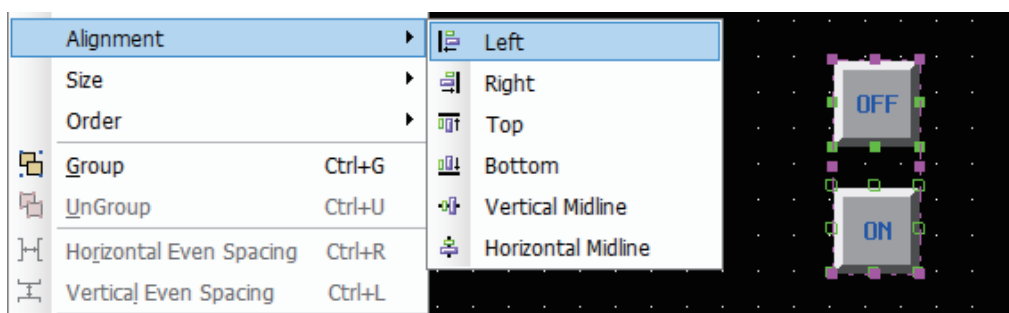 Alignment
Size
Order
Group Ctrl+G
UnGroup Ctrl+U
Horizontal Even Spacing Ctrl+R
Vertical Even Spacing Ctrl+L
Left
Right
Top
Bottom
Vertical Midline
Horizontal Midline
OFF
ON